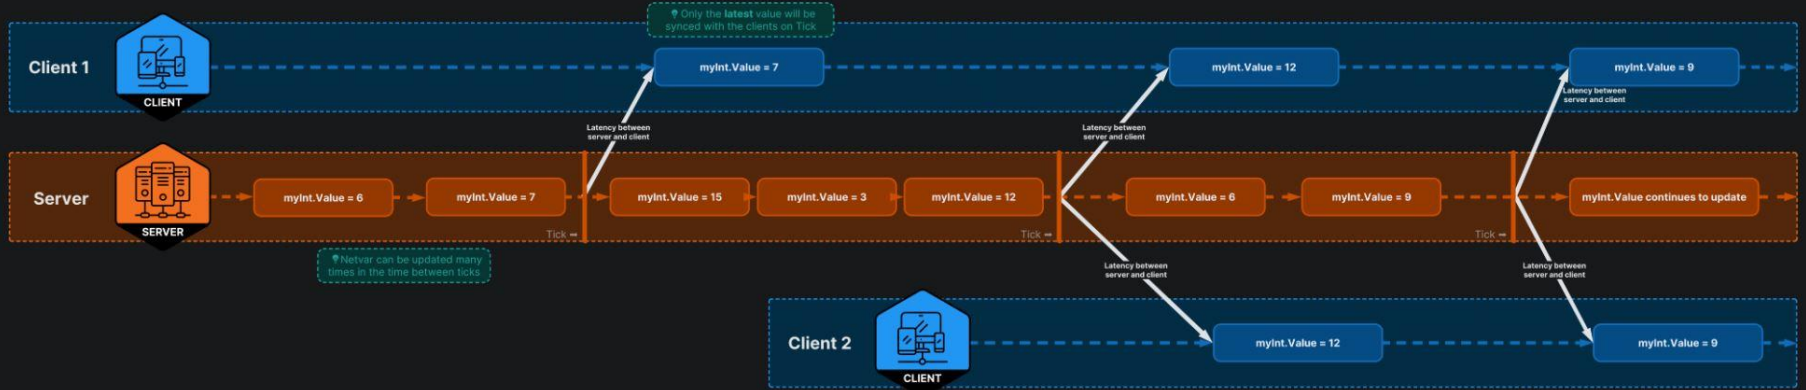 Only the latest value will be
synced with the clients on Tick
Client 1
CLIENT
myInt.Value = 7
myInt.Value = 12
myInt.Value = 9
Latency between
server and client
Latency between
server and client
Latency between
server and client
Server
SERVER
myInt.Value = 6
myInt.Value = 7
Tick
myInt.Value = 15
myInt.Value = 3
myInt.Value = 12
Tick
myInt.Value = 6
myInt.Value = 9
Tick
myInt.Value continues to update
Netvar can be updated many
times in the time between ticks
Latency between
server and client
Latency between
server and client
Client 2
CLIENT
myInt.Value = 12
myInt.Value = 9